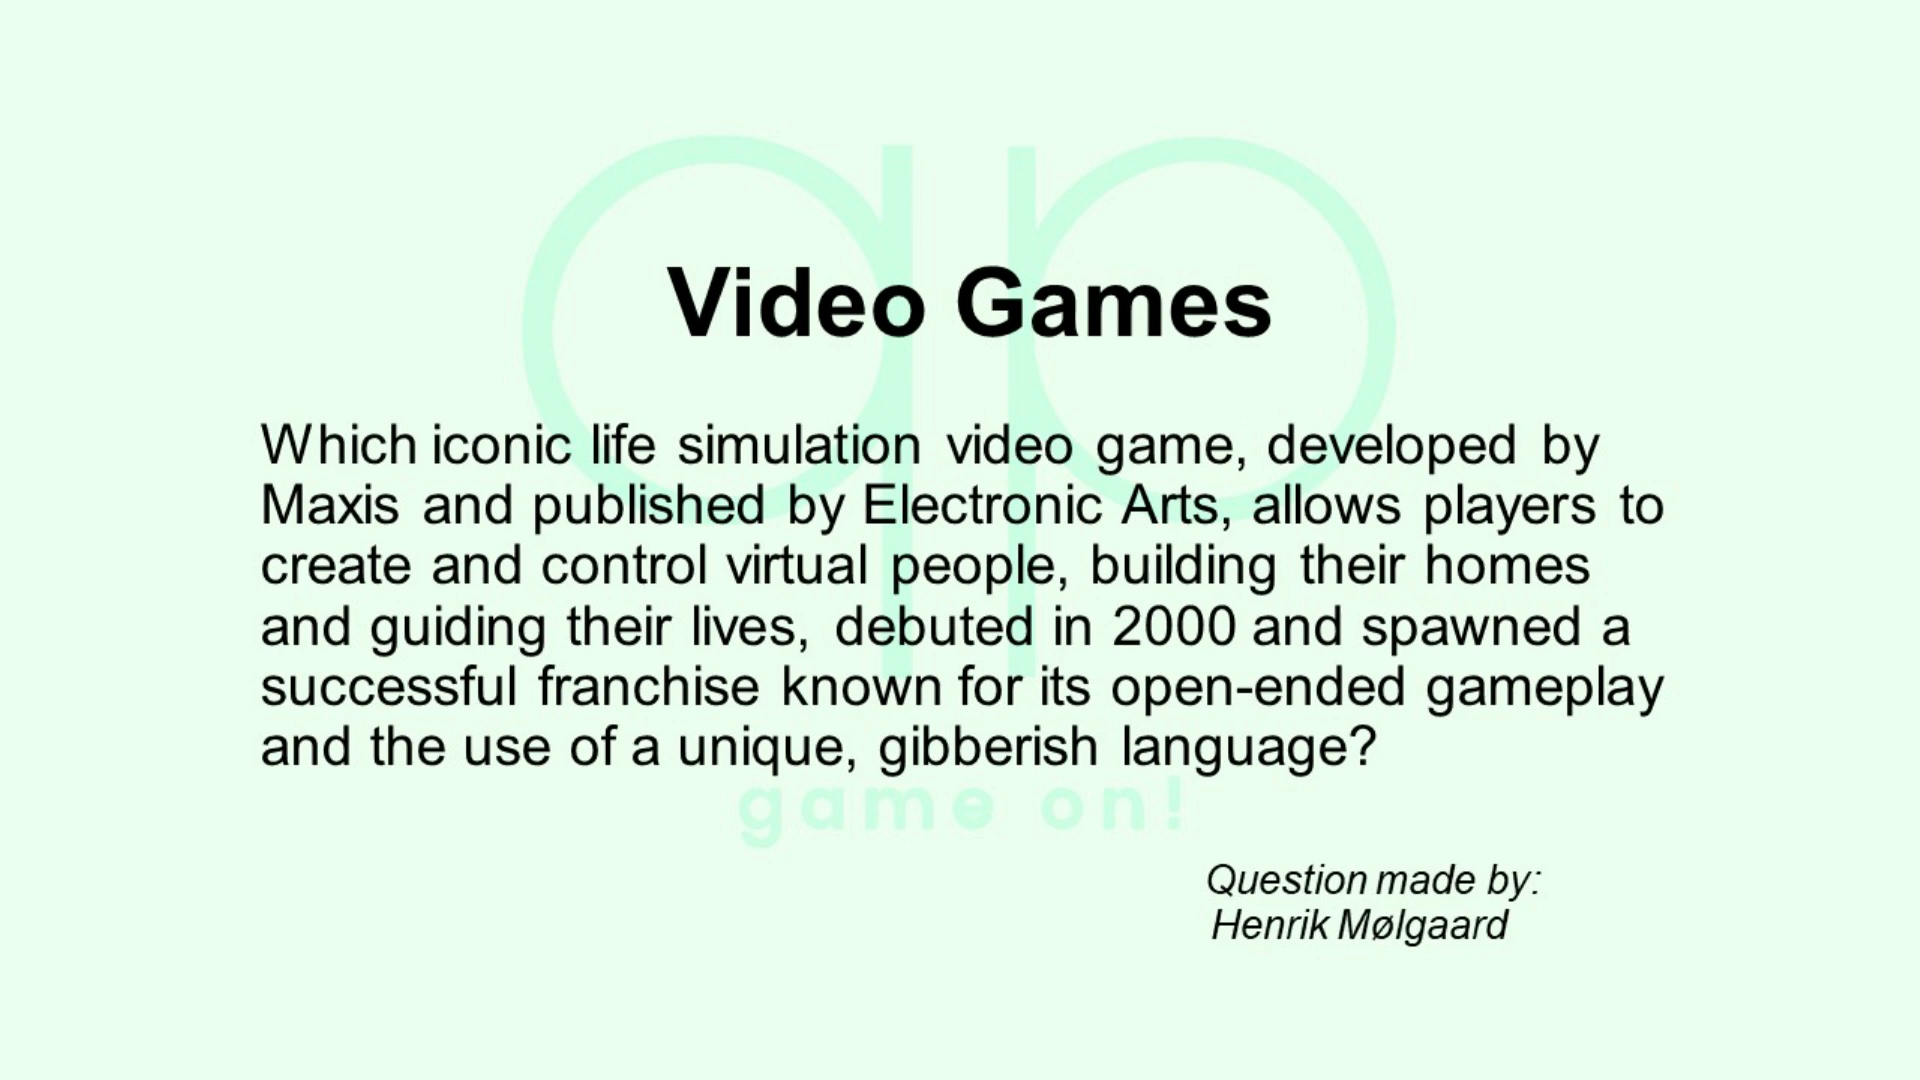 Video Games
Which iconic life simulation video game, developed by
Maxis and published by Electronic Arts, allows players to
create and control virtual people, building their homes
and guiding their lives, debuted in 2000 and spawned a
successful franchise known for its open-ended gameplay
and the use of a unique, gibberish language?
game on!
Question made by:
Henrik Mølgaard